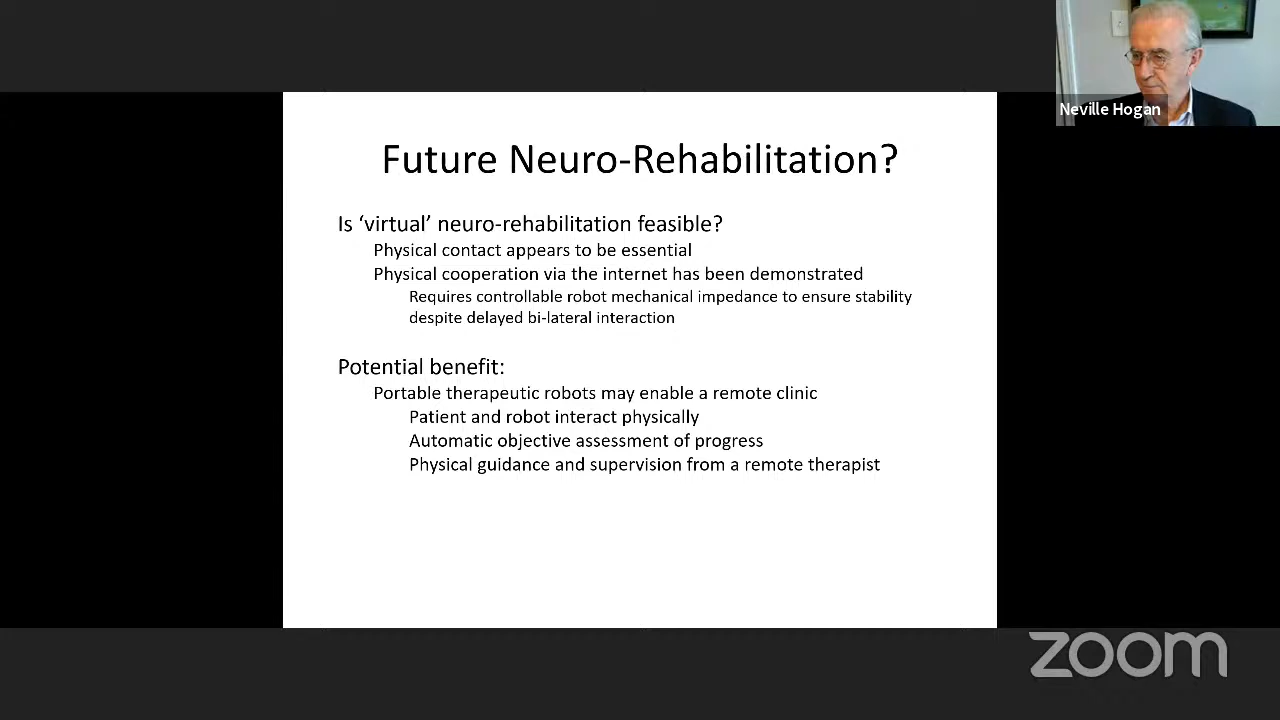 Neville Hogan
Future Neuro-Rehabilitation?
Is ‘virtual’ neuro-rehabilitation feasible?
Physical contact appears to be essential
Physical cooperation via the internet has been demonstrated
Requires controllable robot mechanical impedance to ensure stability
despite delayed bi-lateral interaction
Potential benefit:
Portable therapeutic robots may enable a remote clinic
Patient and robot interact physically
Automatic objective assessment of progress
Physical guidance and supervision from a remote therapist
zoom